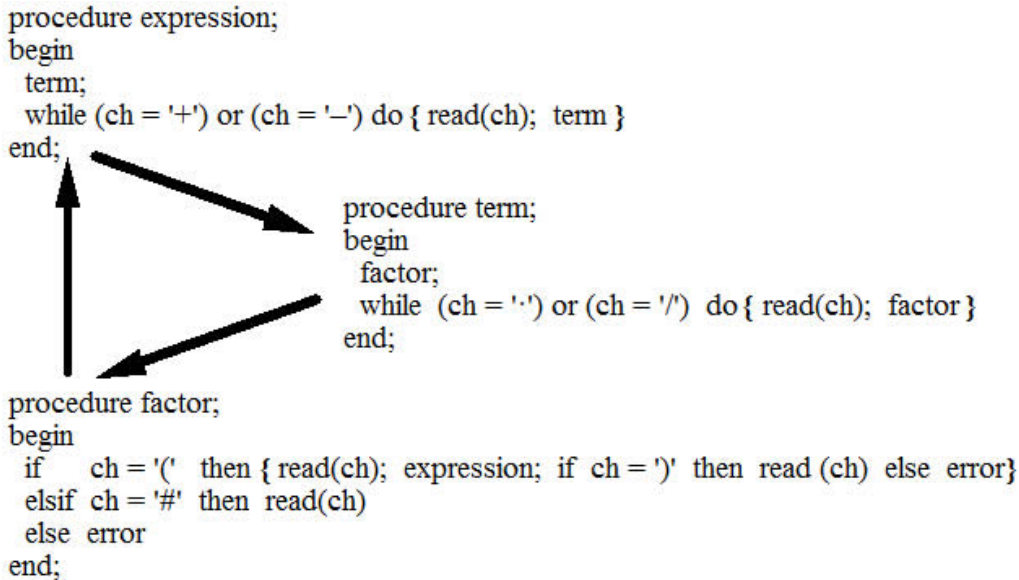 procedure expression;
begin
term;
while (ch = '+') or (ch = '–') do { read(ch); term }
end;
procedure term;
begin
factor;
while (ch = '·') or (ch = '/') do { read(ch); factor }
end;
procedure factor;
begin
if ch = '(' then { read(ch); expression; if ch = ')' then read (ch) else error}
elsif ch = '#' then read(ch)
else error
end;